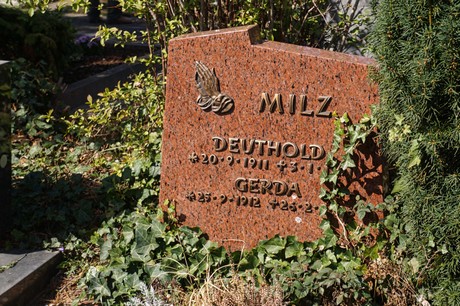 MILZ
DEUTHOLD
*20·9·1911 +3·1
GERDA
*25·9·1912 +26·2